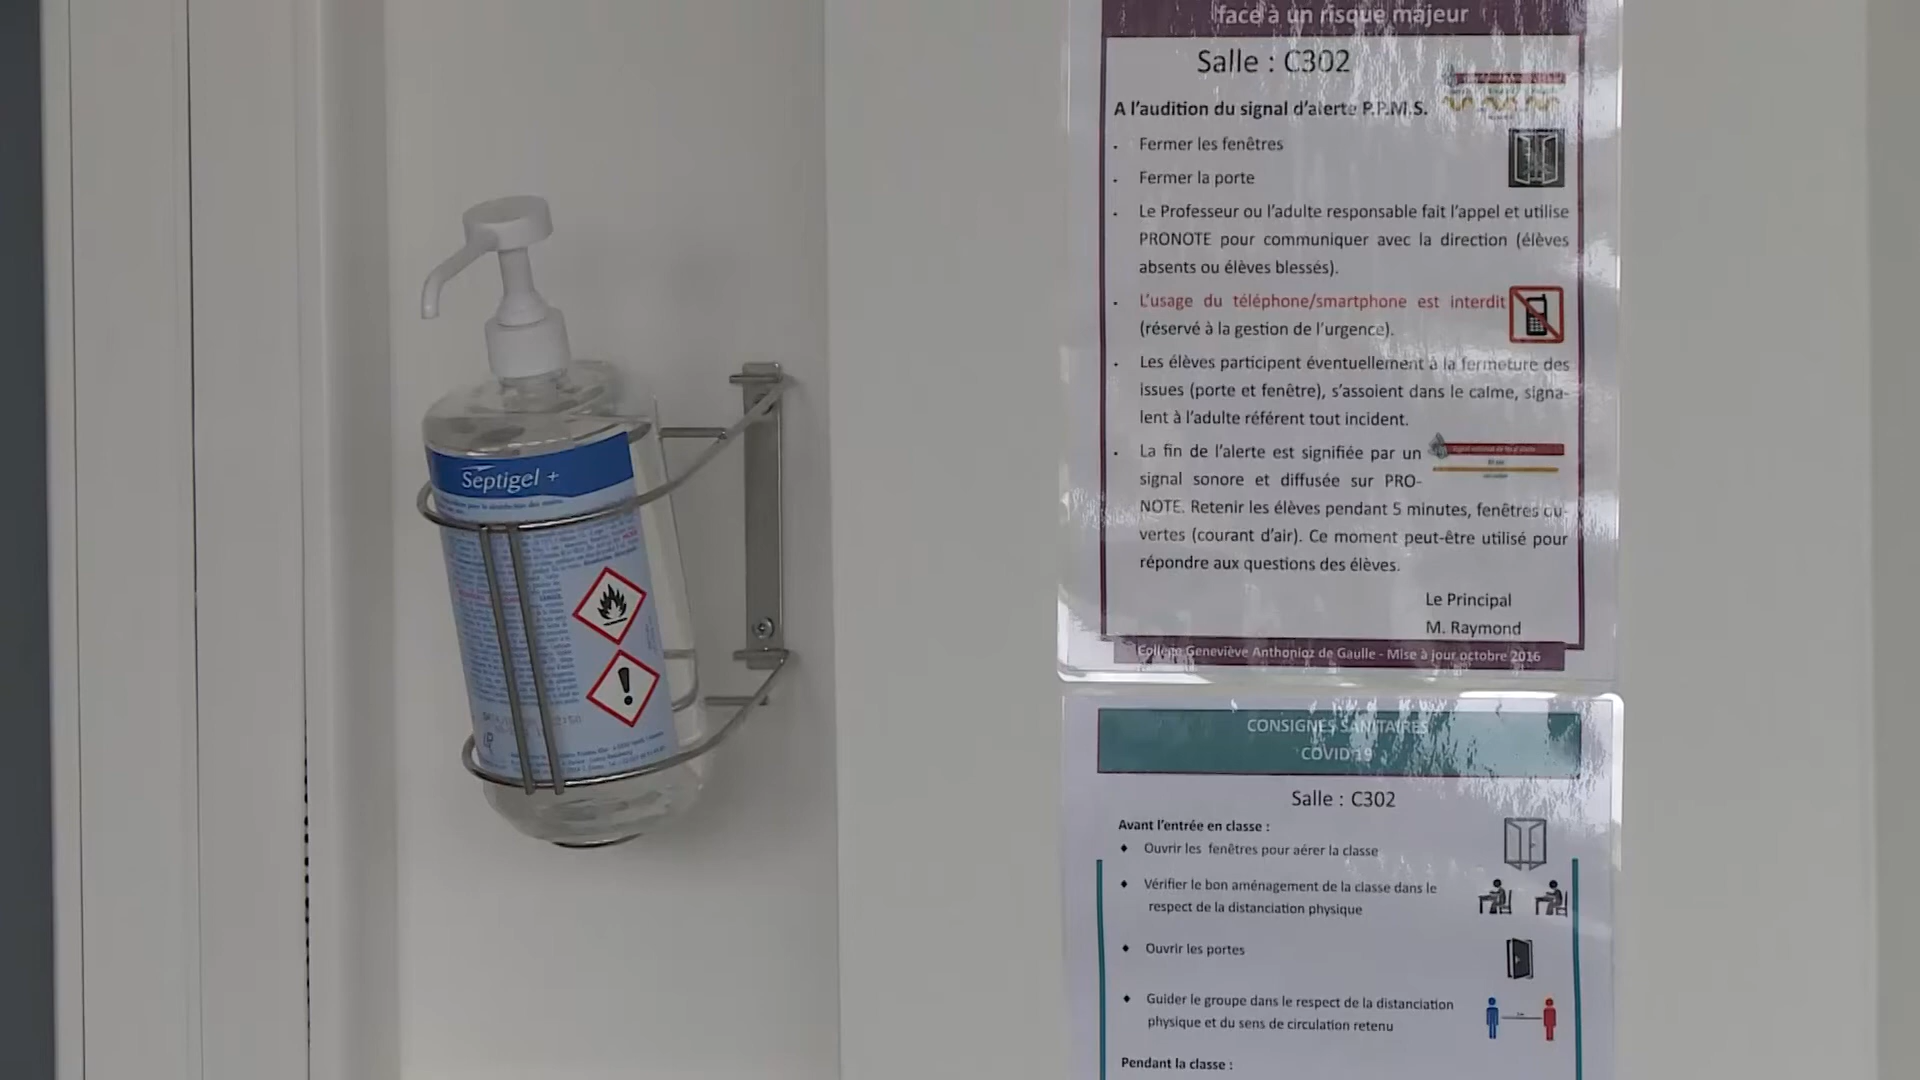 face à un risque majeur
Salle : C302
A l'audition du signal d'alerte P.P.M.S.
Fermer les fenêtres
Fermer la porte
Le Professeur ou l'adulte responsable fait l'appel et utilise
PRONOTE pour communiquer avec la direction (élèves
absents ou élèves blessés).
L'usage du téléphone/smartphone est interdit
(réservé à la gestion de l'urgence).
Les élèves participent éventuellement à la fermeture des
issues (porte et fenêtre), s'assoient dans le calme, signa-
lent à l'adulte référent tout incident.
La fin de l'alerte est signifiée par un
signal sonore et diffusée sur PRO-
NOTE. Retenir les élèves pendant 5 minutes, fenêtres ou-
vertes (courant d'air). Ce moment peut-être utilisé pour
répondre aux questions des élèves.
Le Principal
M. Raymond
Collège Geneviève Anthonioz de Gaulle - Mise à jour octobre 2016
CONSIGNES SANITAIRES
COVID 19
Salle : C302
Avant l'entrée en classe :
Ouvrir les fenêtres pour aérer la classe
Vérifier le bon aménagement de la classe dans le
respect de la distanciation physique
Ouvrir les portes
Guider le groupe dans le respect de la distanciation
physique et du sens de circulation retenu
Pendant la classe :
Septigel +